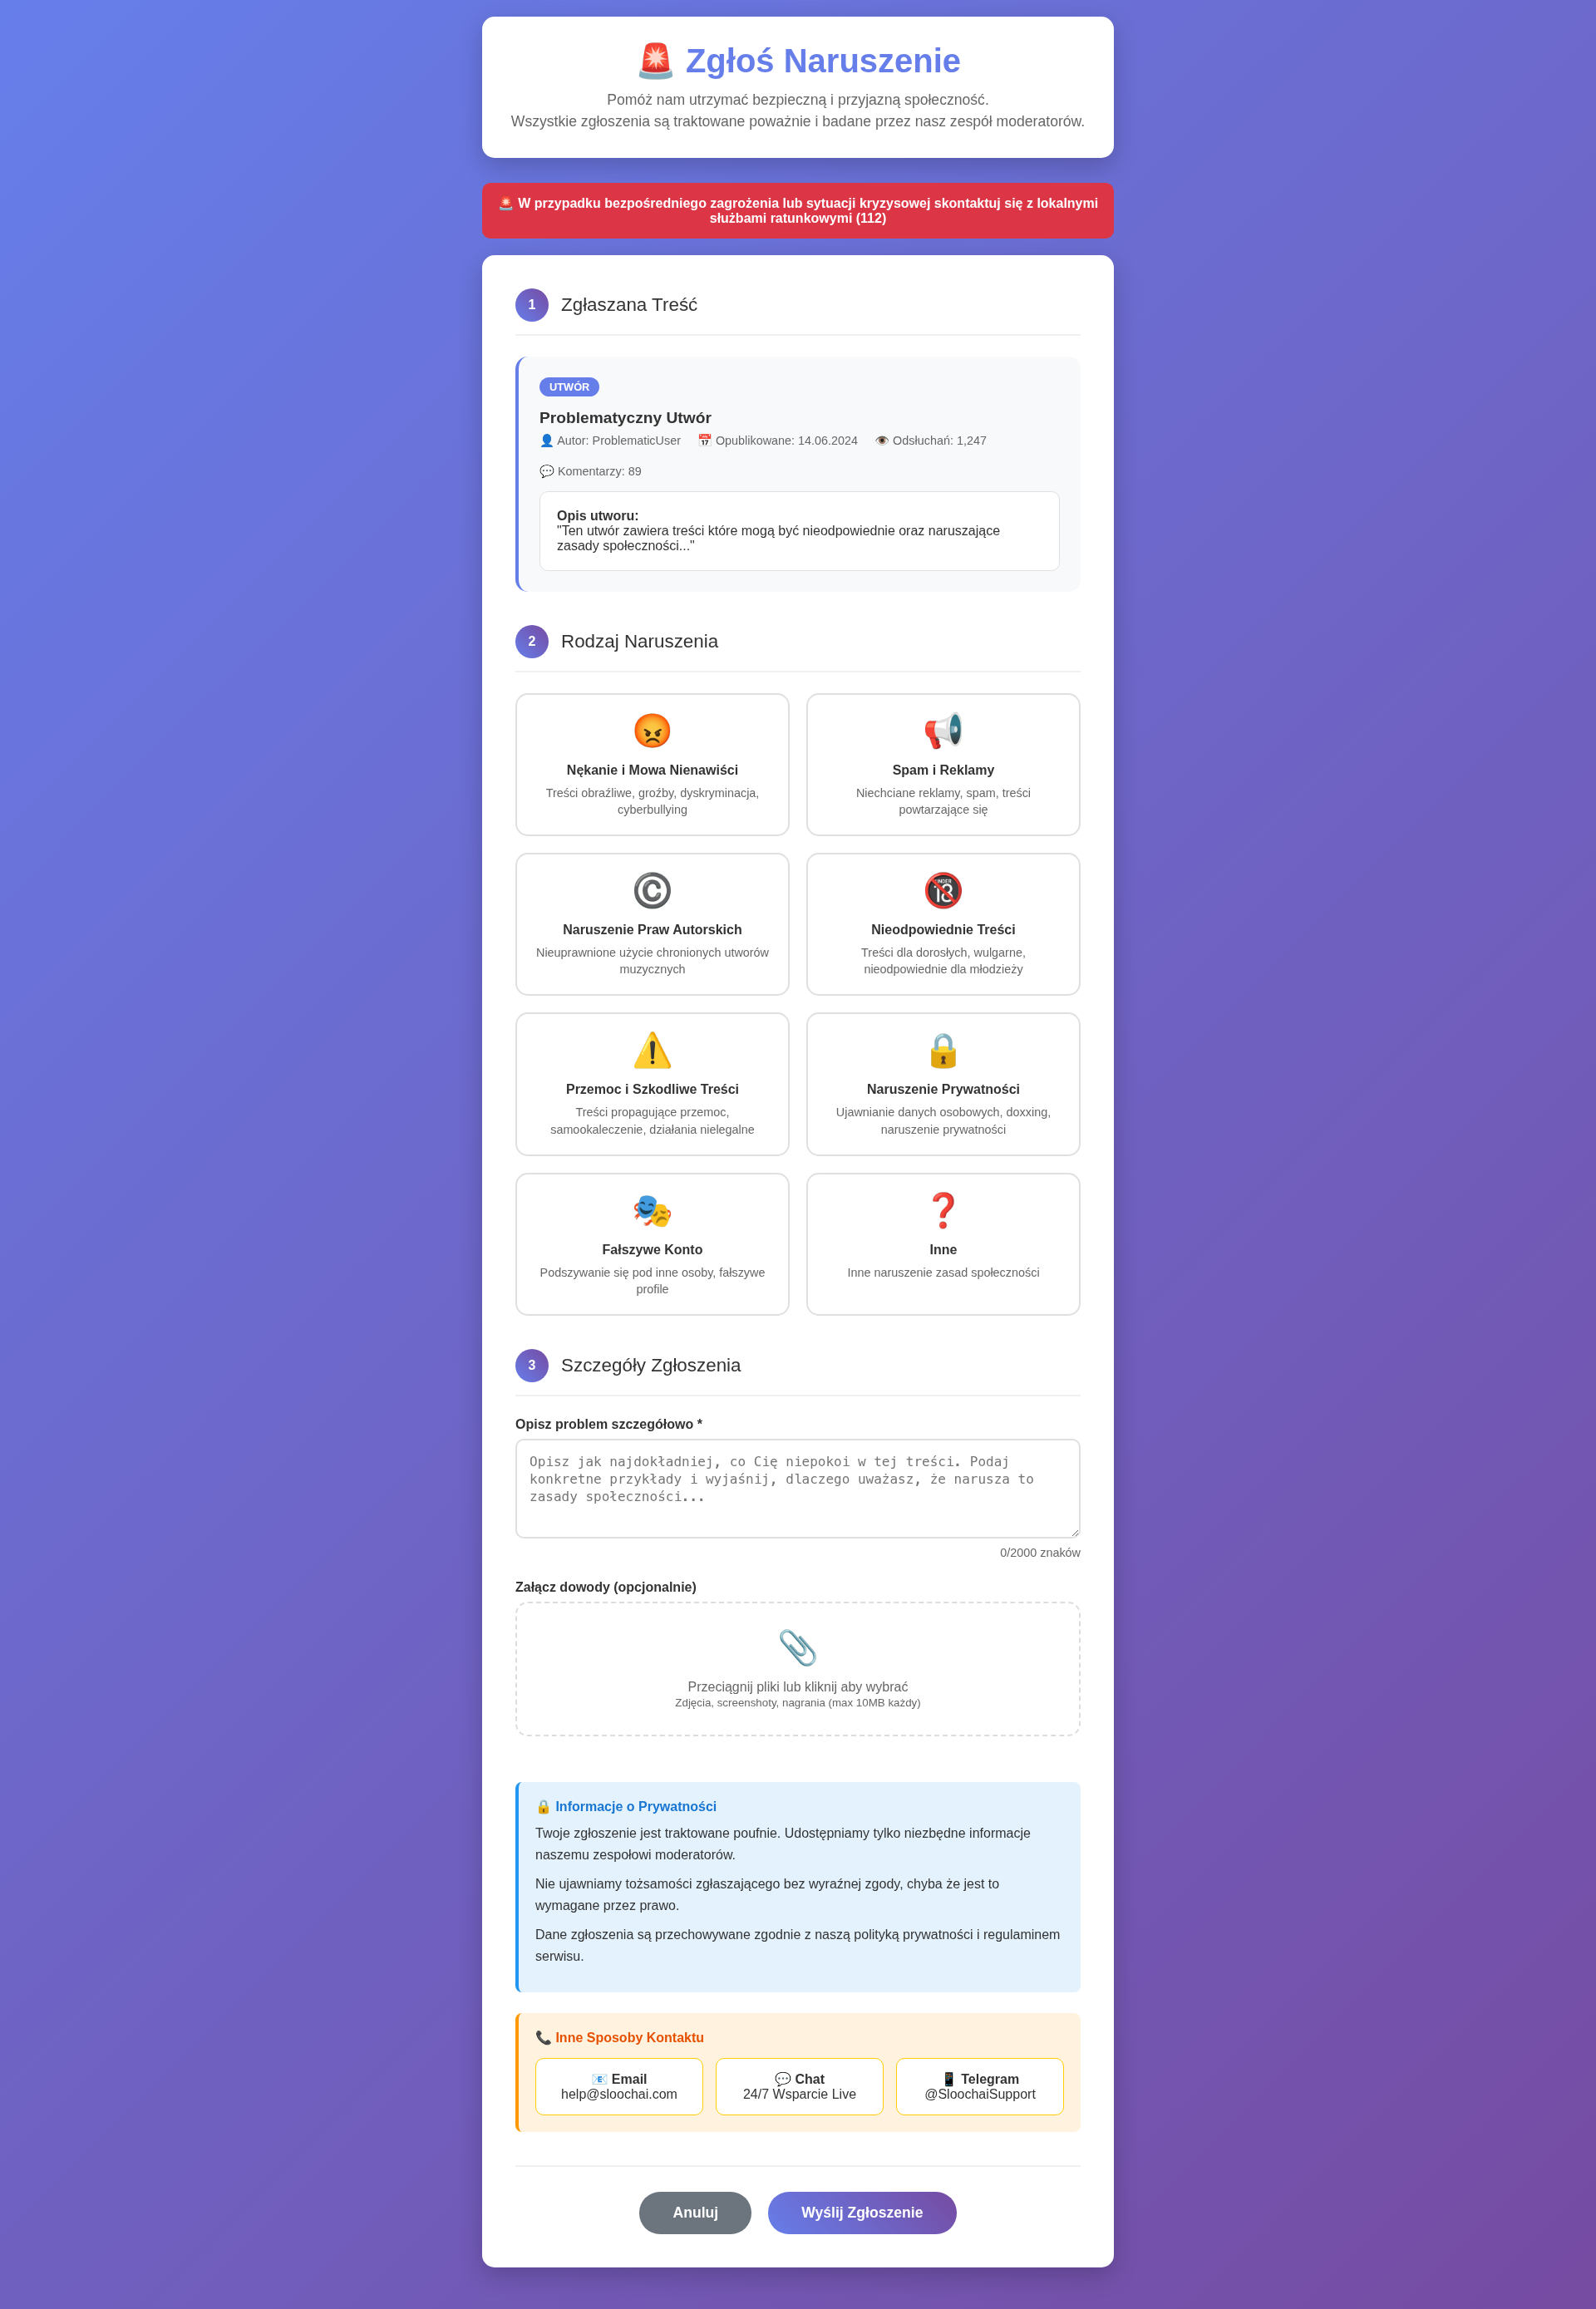 🚨 Zgłoś Naruszenie
Pomóż nam utrzymać bezpieczną i przyjazną społeczność.
Wszystkie zgłoszenia są traktowane poważnie i badane przez nasz zespół moderatorów.
🚨 W przypadku bezpośredniego zagrożenia lub sytuacji kryzysowej skontaktuj się z lokalnymi
służbami ratunkowymi (112)
1 Zgłaszana Treść
UTWÓR
Problematyczny Utwór
👤 Autor: ProblematicUser 📅 Opublikowane: 14.06.2024 👁️ Odsłuchań: 1,247
💬 Komentarzy: 89
Opis utworu:
"Ten utwór zawiera treści które mogą być nieodpowiednie oraz naruszające
zasady społeczności..."
2 Rodzaj Naruszenia
😡
Nękanie i Mowa Nienawiści
Treści obraźliwe, groźby, dyskryminacja,
cyberbullying
📢
Spam i Reklamy
Niechciane reklamy, spam, treści
powtarzające się
©️
Naruszenie Praw Autorskich
Nieuprawnione użycie chronionych utworów
muzycznych
🔞
Nieodpowiednie Treści
Treści dla dorosłych, wulgarne,
nieodpowiednie dla młodzieży
⚠️
Przemoc i Szkodliwe Treści
Treści propagujące przemoc,
samookaleczenie, działania nielegalne
🔒
Naruszenie Prywatności
Ujawnianie danych osobowych, doxxing,
naruszenie prywatności
🎭
Fałszywe Konto
Podszywanie się pod inne osoby, fałszywe
profile
❓
Inne
Inne naruszenie zasad społeczności
3 Szczegóły Zgłoszenia
Opisz problem szczegółowo *
Opisz jak najdokładniej, co Cię niepokoi w tej treści. Podaj
konkretne przykłady i wyjaśnij, dlaczego uważasz, że narusza to
zasady społeczności...
0/2000 znaków
Załącz dowody (opcjonalnie)
📎
Przeciągnij pliki lub kliknij aby wybrać
Zdjęcia, screenshoty, nagrania (max 10MB każdy)
🔒 Informacje o Prywatności
Twoje zgłoszenie jest traktowane poufnie. Udostępniamy tylko niezbędne informacje
naszemu zespołowi moderatorów.
Nie ujawniamy tożsamości zgłaszającego bez wyraźnej zgody, chyba że jest to
wymagane przez prawo.
Dane zgłoszenia są przechowywane zgodnie z naszą polityką prywatności i regulaminem
serwisu.
📞 Inne Sposoby Kontaktu
📧 Email
help@sloochai.com
💬 Chat
24/7 Wsparcie Live
📱 Telegram
@SloochaiSupport
Anuluj
Wyślij Zgłoszenie